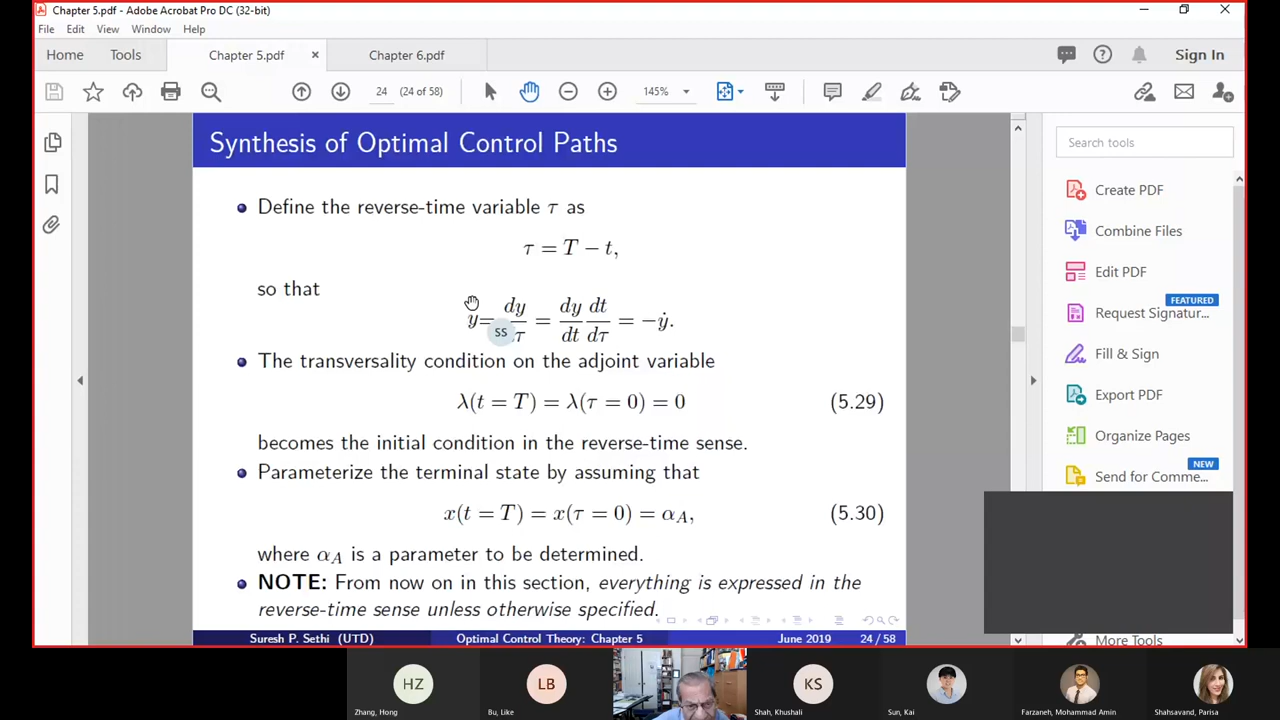 Chapter 5.pdf - Adobe Acrobat Pro DC (32-bit)
File Edit View Window Help
Home Tools Chapter 5.pdf × Chapter 6.pdf Sign In
24 (24 of 58) 145%
Synthesis of Optimal Control Paths
Define the reverse-time variable τ as
τ = T − t,
so that
y = dy/τ = dy/dt dt/dτ = −ẏ.
SS
The transversality condition on the adjoint variable
λ(t = T) = λ(τ = 0) = 0 (5.29)
becomes the initial condition in the reverse-time sense.
Parameterize the terminal state by assuming that
x(t = T) = x(τ = 0) = α_A, (5.30)
where α_A is a parameter to be determined.
NOTE: From now on in this section, everything is expressed in the
reverse-time sense unless otherwise specified.
Suresh P. Sethi (UTD) Optimal Control Theory: Chapter 5 June 2019 24 / 58
Search tools
Create PDF
Combine Files
Edit PDF
FEATURED
Request Signatur...
Fill & Sign
Export PDF
Organize Pages
NEW
Send for Comme...
More Tools
HZ LB KS
Zhang, Hong Bu, Like Shah, Khushali Sun, Kai Farzaneh, Mohammad Amin Shahsavand, Parisa